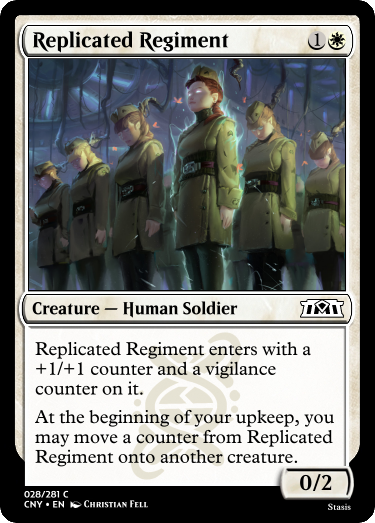 Replicated Regiment 1
Creature — Human Soldier
Replicated Regiment enters with a
+1/+1 counter and a vigilance
counter on it.
At the beginning of your upkeep, you
may move a counter from Replicated
Regiment onto another creature.
0/2
028/281 C
CNY • EN Christian Fell
Stasis